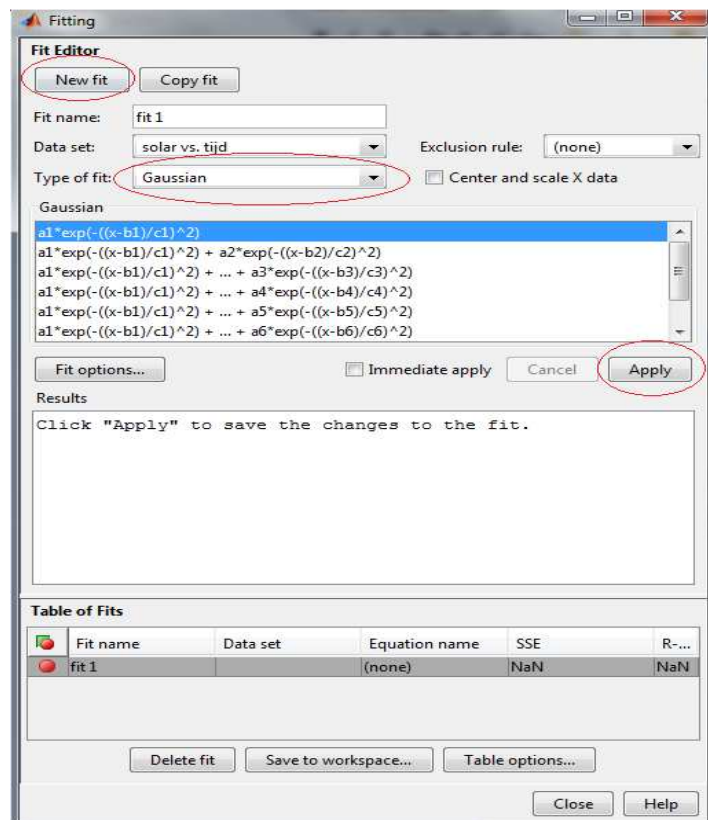 Fitting
Fit Editor
New fit Copy fit
Fit name: fit 1
Data set: solar vs. tijd Exclusion rule: (none)
Type of fit: Gaussian Center and scale X data
Gaussian
a1*exp(-((x-b1)/c1)^2)
a1*exp(-((x-b1)/c1)^2) + a2*exp(-((x-b2)/c2)^2)
a1*exp(-((x-b1)/c1)^2) + ... + a3*exp(-((x-b3)/c3)^2)
a1*exp(-((x-b1)/c1)^2) + ... + a4*exp(-((x-b4)/c4)^2)
a1*exp(-((x-b1)/c1)^2) + ... + a5*exp(-((x-b5)/c5)^2)
a1*exp(-((x-b1)/c1)^2) + ... + a6*exp(-((x-b6)/c6)^2)
Fit options... Immediate apply Cancel Apply
Results
Click "Apply" to save the changes to the fit.
Table of Fits
Fit name Data set Equation name SSE R-...
fit 1 (none) NaN NaN
Delete fit Save to workspace... Table options...
Close Help